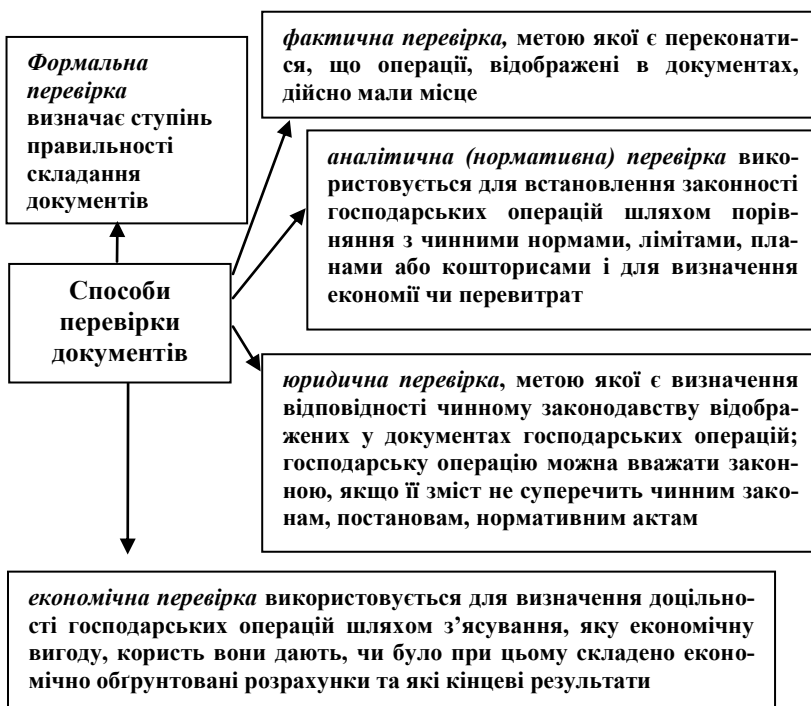 Формальна
перевірка
визначає ступінь
правильності
складання
документів
фактична перевірка, метою якої є переконати-
ся, що операції, відображені в документах,
дійсно мали місце
аналітична (нормативна) перевірка вико-
ристовується для встановлення законності
господарських операцій шляхом порів-
няння з чинними нормами, лімітами, пла-
нами або кошторисами і для визначення
економії чи перевитрат
Способи
перевірки
документів
юридична перевірка, метою якої є визначення
відповідності чинному законодавству відобра-
жених у документах господарських операцій;
господарську операцію можна вважати закон-
ною, якщо її зміст не суперечить чинним зако-
нам, постановам, нормативним актам
економічна перевірка використовується для визначення доцільно-
сті господарських операцій шляхом з’ясування, яку економічну
вигоду, користь вони дають, чи було при цьому складено еконо-
мічно обґрунтовані розрахунки та які кінцеві результати